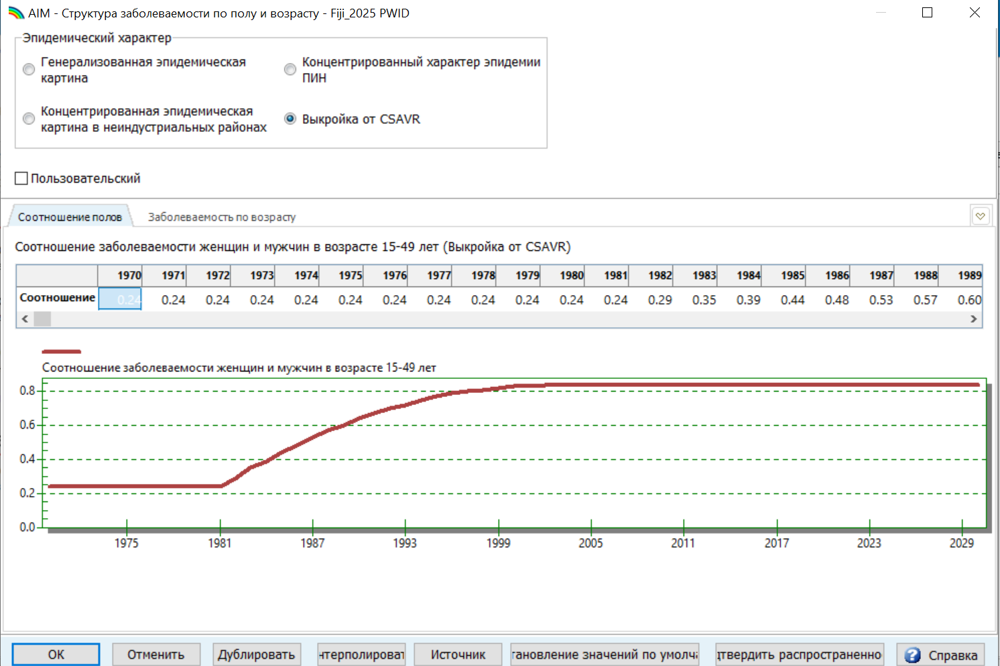 AIM - Структура заболеваемости по полу и возрасту - Fiji_2025 PWID
Эпидемический характер
Генерализованная эпидемическая
картина
Концентрированный характер эпидемии
ПИН
Концентрированная эпидемическая
картина в неиндустриальных районах
Выкройка от CSAVR
Пользовательский
Соотношение полов Заболеваемость по возрасту
Соотношение заболеваемости женщин и мужчин в возрасте 15-49 лет (Выкройка от CSAVR)
1970 1971 1972 1973 1974 1975 1976 1977 1978 1979 1980 1981 1982 1983 1984 1985 1986 1987 1988 1989
Соотношение 0.24 0.24 0.24 0.24 0.24 0.24 0.24 0.24 0.24 0.24 0.24 0.24 0.29 0.35 0.39 0.44 0.48 0.53 0.57 0.60
Соотношение заболеваемости женщин и мужчин в возрасте 15-49 лет
0.8
0.6
0.4
0.2
0.0
1975 1981 1987 1993 1999 2005 2011 2017 2023 2029
ОК Отменить Дублировать нтерполироват Источник тановление значений по умолч дтвердить распространенно Справка